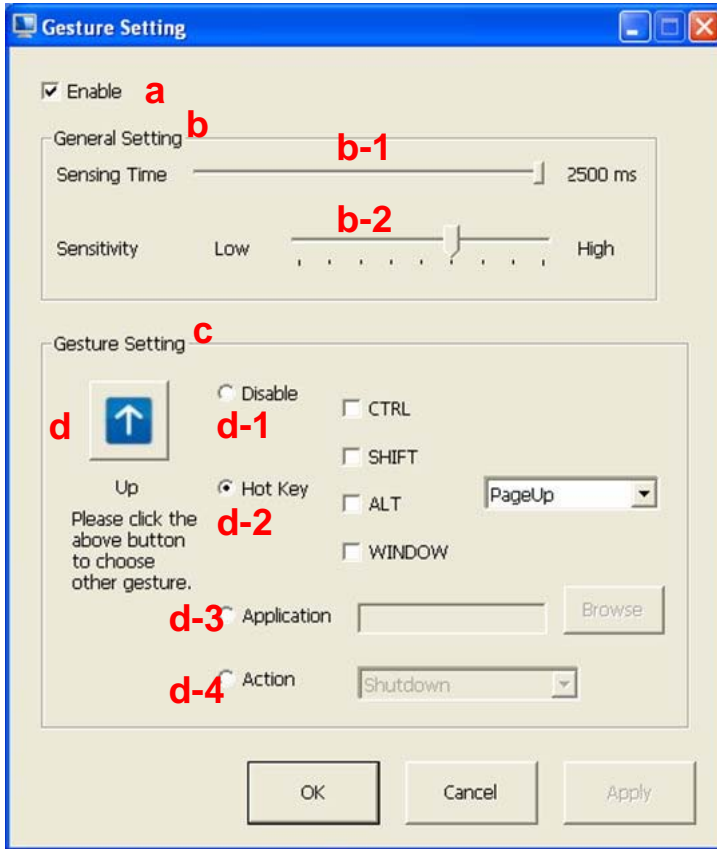 Gesture Setting
Enable a
General Setting b
b-1
Sensing Time 2500 ms
b-2
Sensitivity Low High
Gesture Setting c
d
Up
Please click the
above button
to choose
other gesture.
Disable
d-1
Hot Key
d-2
CTRL
SHIFT
ALT
WINDOW
PageUp
d-3 Application Browse
d-4 Action Shutdown
OK Cancel Apply